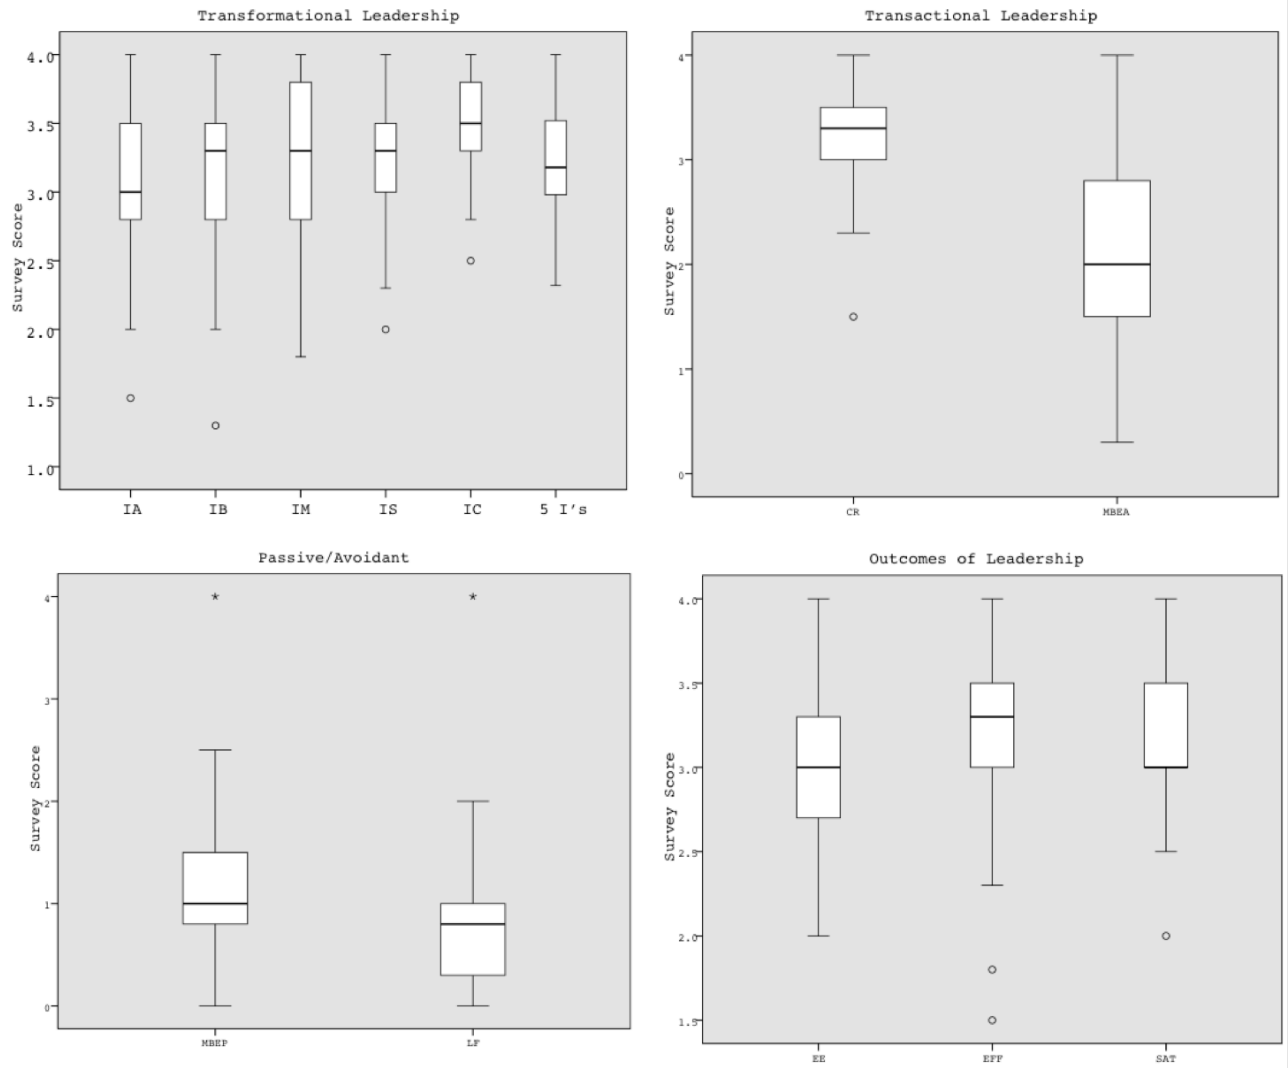 Transformational Leadership
4.0
3.5
3.0
2.5
2.0
1.5
1.0
Survey Score
IA IB IM IS IC 5 I's
Transactional Leadership
4
3
2
1
0
Survey Score
CR MBEA
Passive/Avoidant
4
3
2
1
0
Survey Score
MBEP LF
Outcomes of Leadership
4.0
3.5
3.0
2.5
2.0
1.5
Survey Score
EE EFF SAT